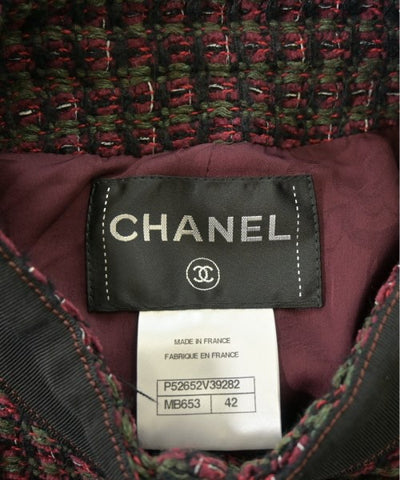 CHANEL
MADE IN FRANCE
FABRIQUE EN FRANCE
P52652V39282
MB653 42